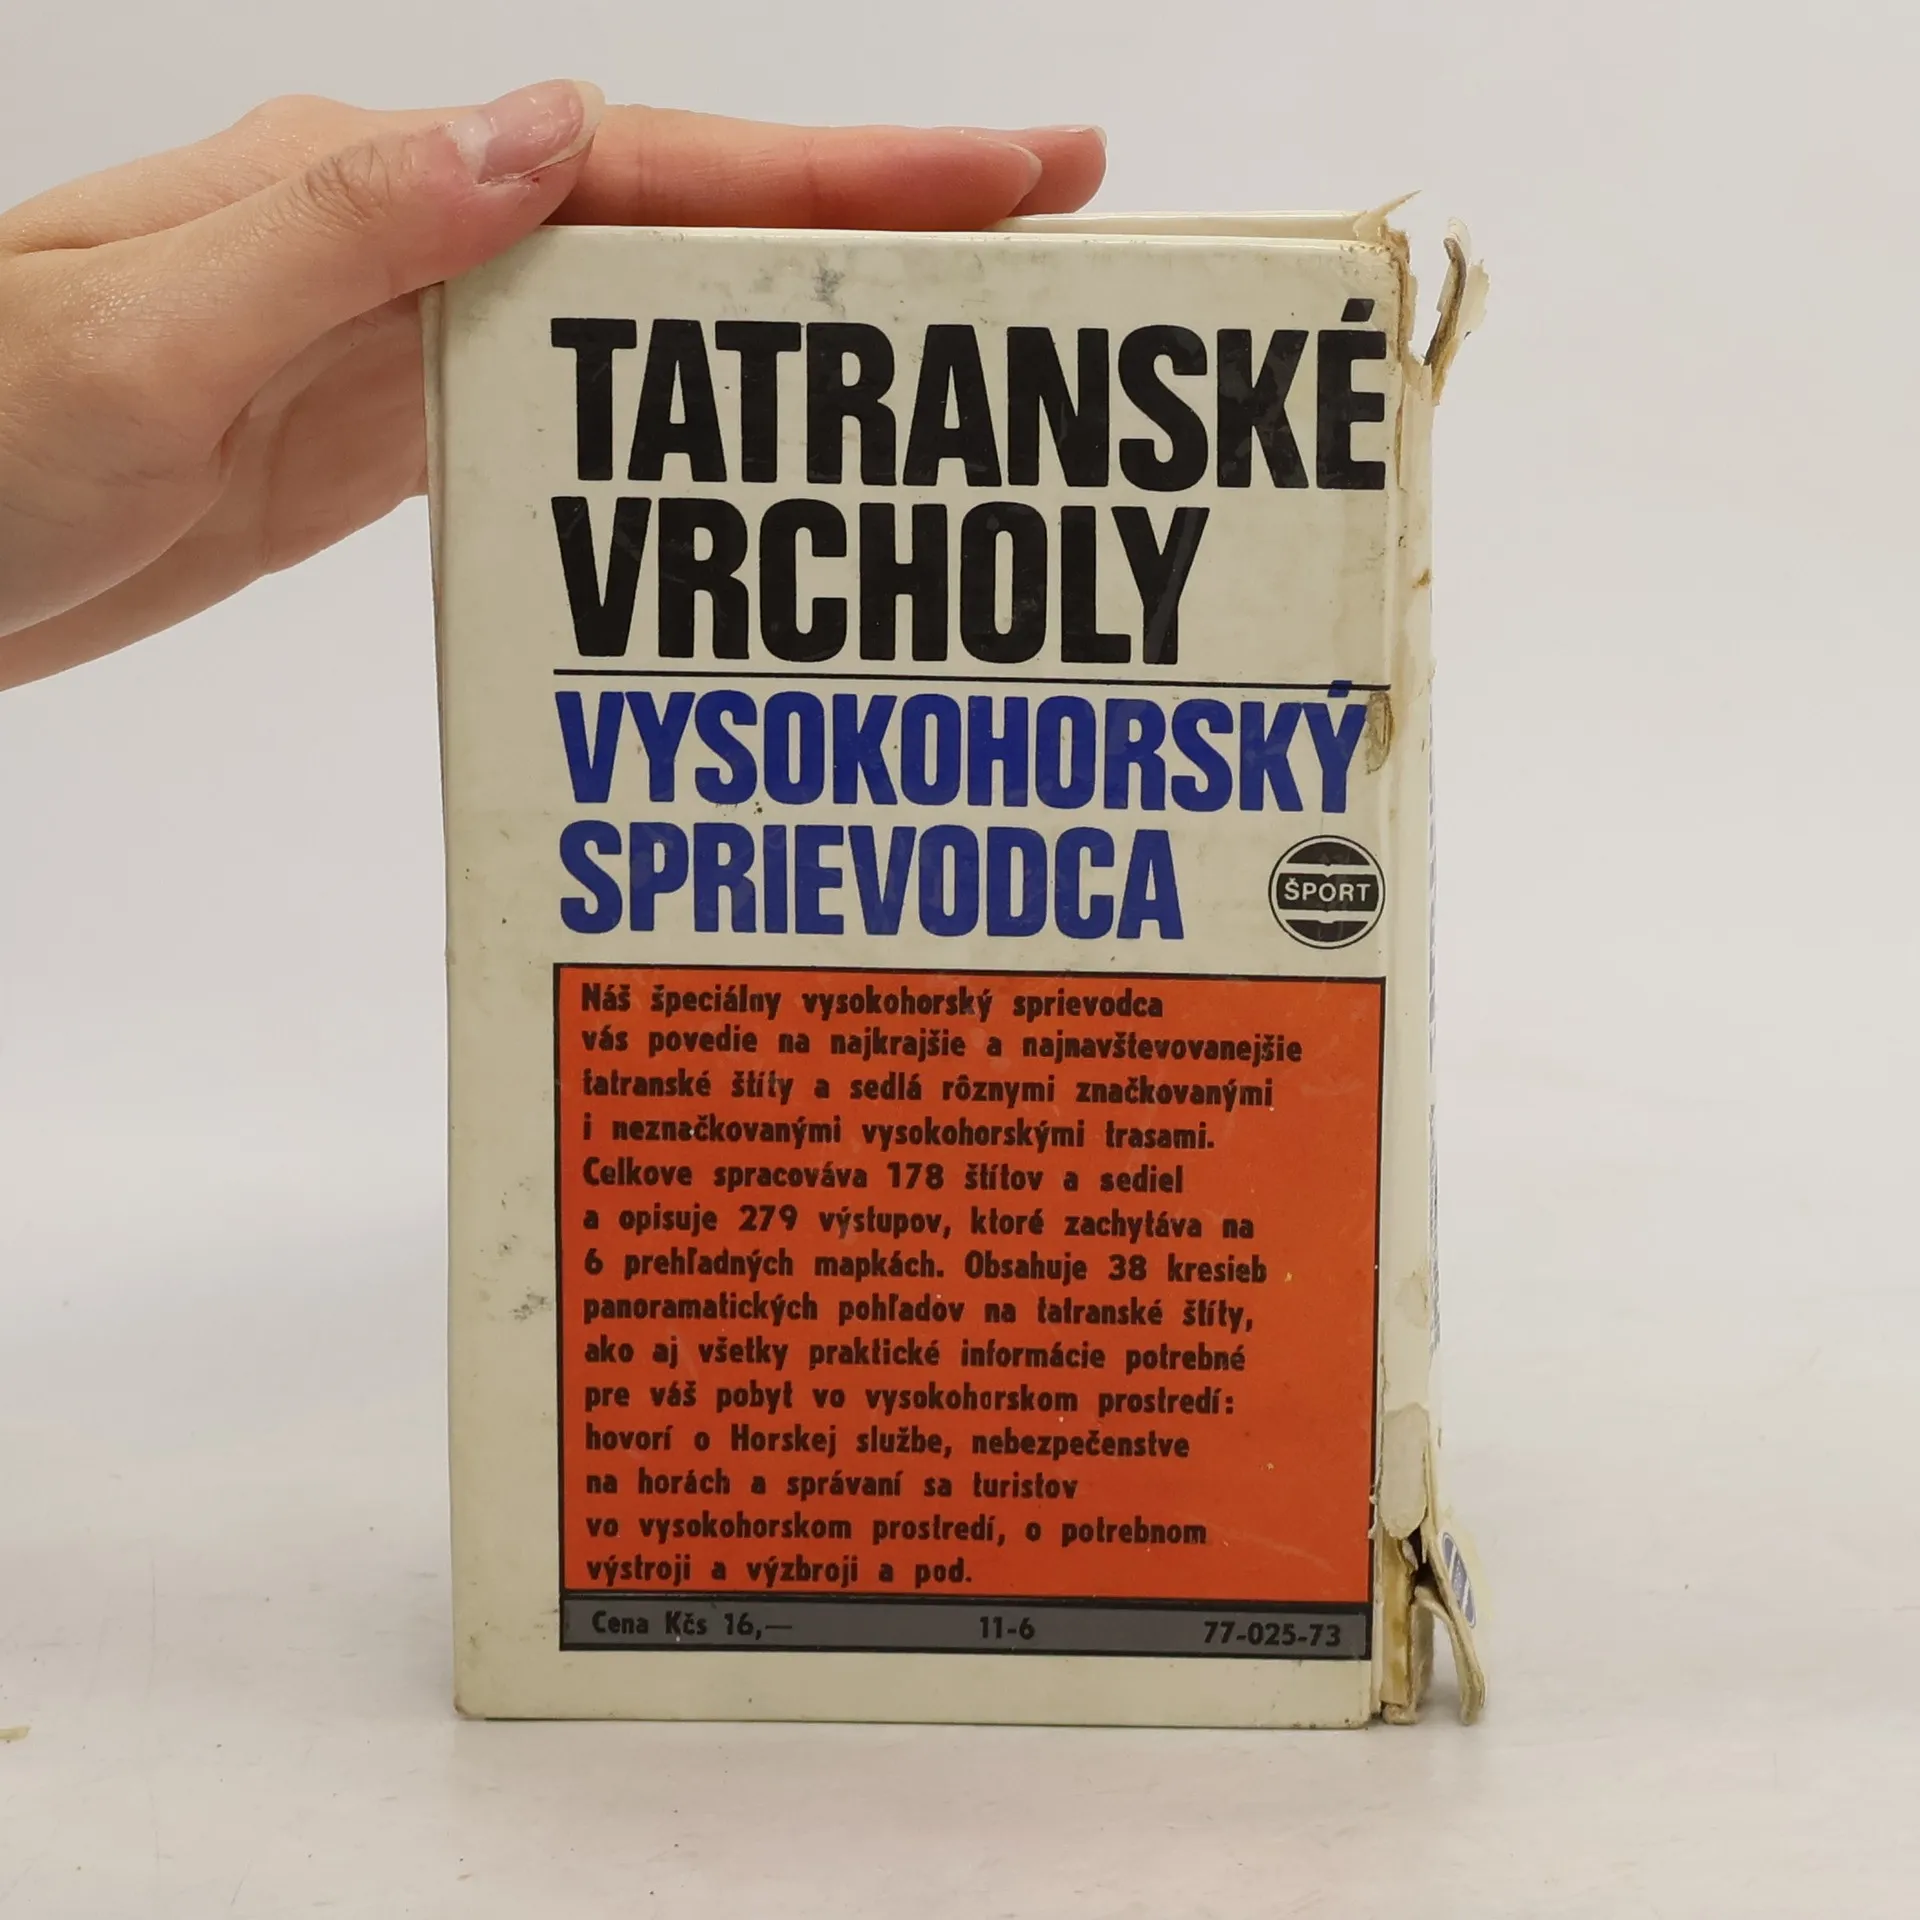 TATRANSKÉ
VRCHOLY
VYSOKOHORSKÝ
SPRIEVODCA
ŠPORT
Náš špeciálny vysokohorský sprievodca
vás povedie na najkrajšie a najnavštevovanejšie
tatranské štíty a sedlá rôznymi značkovanými
i neznačkovanými vysokohorskými trasami.
Celkove spracováva 178 štítov a sediel
a opisuje 279 výstupov, ktoré zachytáva na
6 prehľadných mapkách. Obsahuje 38 kresieb
panoramatických pohľadov na tatranské štíty,
ako aj všetky praktické informácie potrebné
pre váš pobyt vo vysokohorskom prostredí:
hovorí o Horskej službe, nebezpečenstve
na horách a správaní sa turistov
vo vysokohorskom prostredí, o potrebnom
výstroji a výzbroji a pod.
Cena Kčs 16,— 11-6 77-025-73